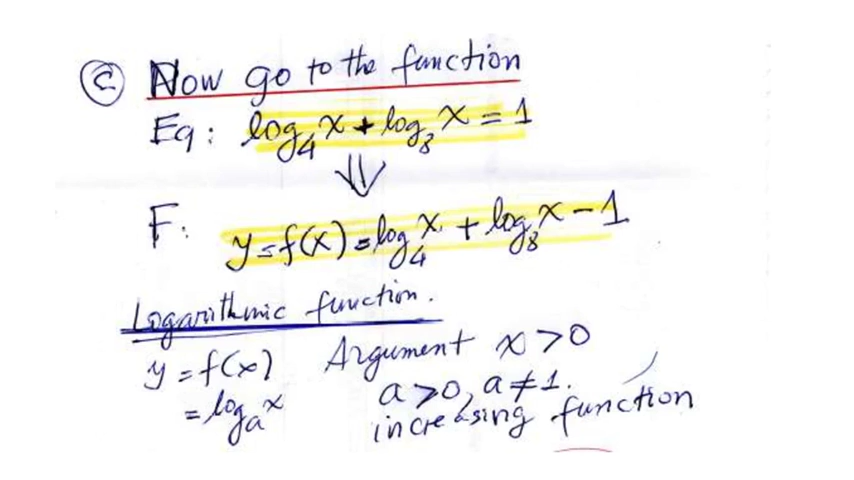 Ⓒ Now go to the function
Eq: log₄x + log₈x = 1
⇓
F: y=f(x)=log₄x + log₈x-1
Logarithmic function.
y=f(x) Argument x>0
=logₐx a>0, a≠1.
increasing function